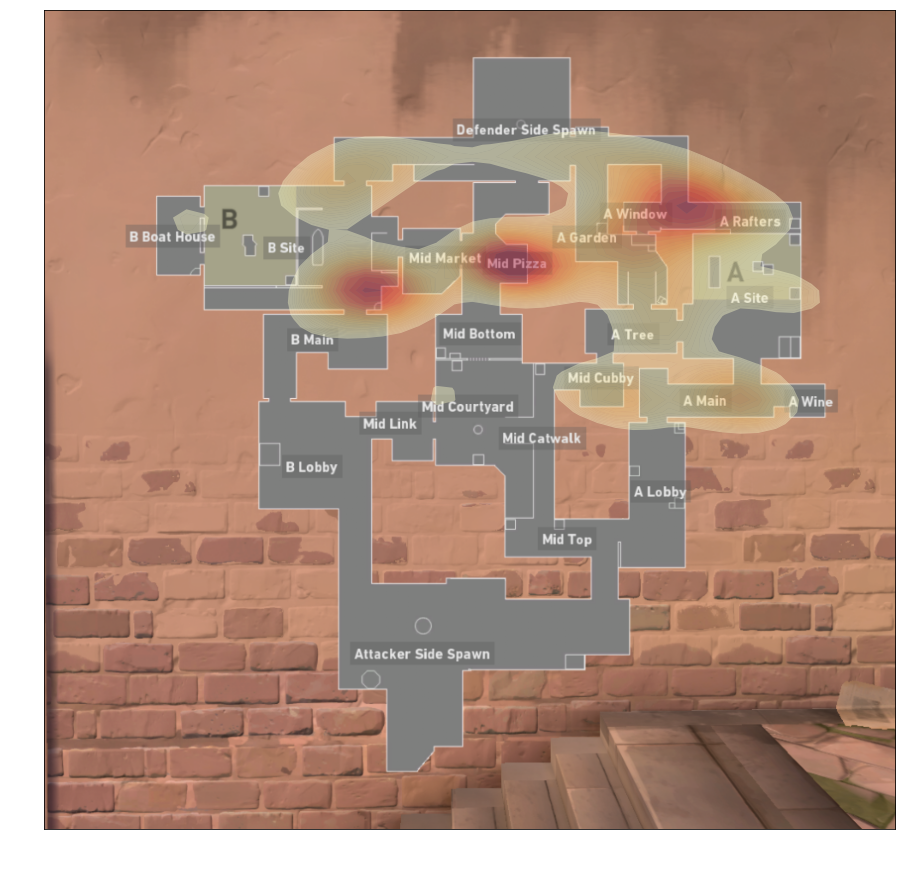 Defender Side Spawn
A Window
A Rafters
B
B Boat House
B Site
A Garden
Mid Market
Mid Pizza
A
A Site
B Main
Mid Bottom
A Tree
Mid Cubby
Mid Courtyard
A Main
A Wine
Mid Link
Mid Catwalk
B Lobby
A Lobby
Mid Top
Attacker Side Spawn